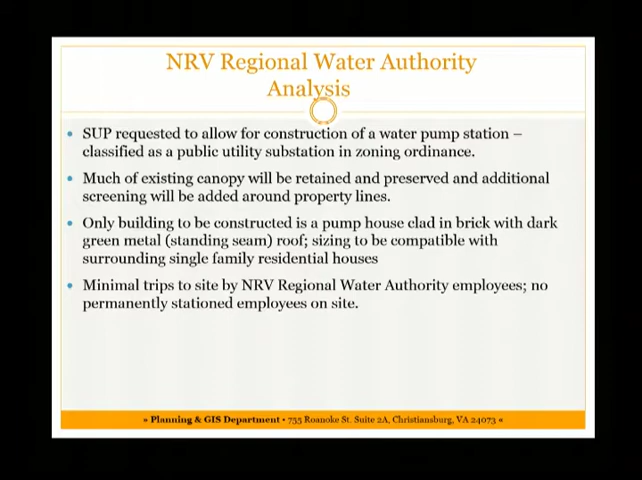 NRV Regional Water Authority
Analysis
• SUP requested to allow for construction of a water pump station –
classified as a public utility substation in zoning ordinance.
• Much of existing canopy will be retained and preserved and additional
screening will be added around property lines.
• Only building to be constructed is a pump house clad in brick with dark
green metal (standing seam) roof; sizing to be compatible with
surrounding single family residential houses
• Minimal trips to site by NRV Regional Water Authority employees; no
permanently stationed employees on site.
» Planning & GIS Department • 755 Roanoke St. Suite 2A, Christiansburg, VA 24073 «